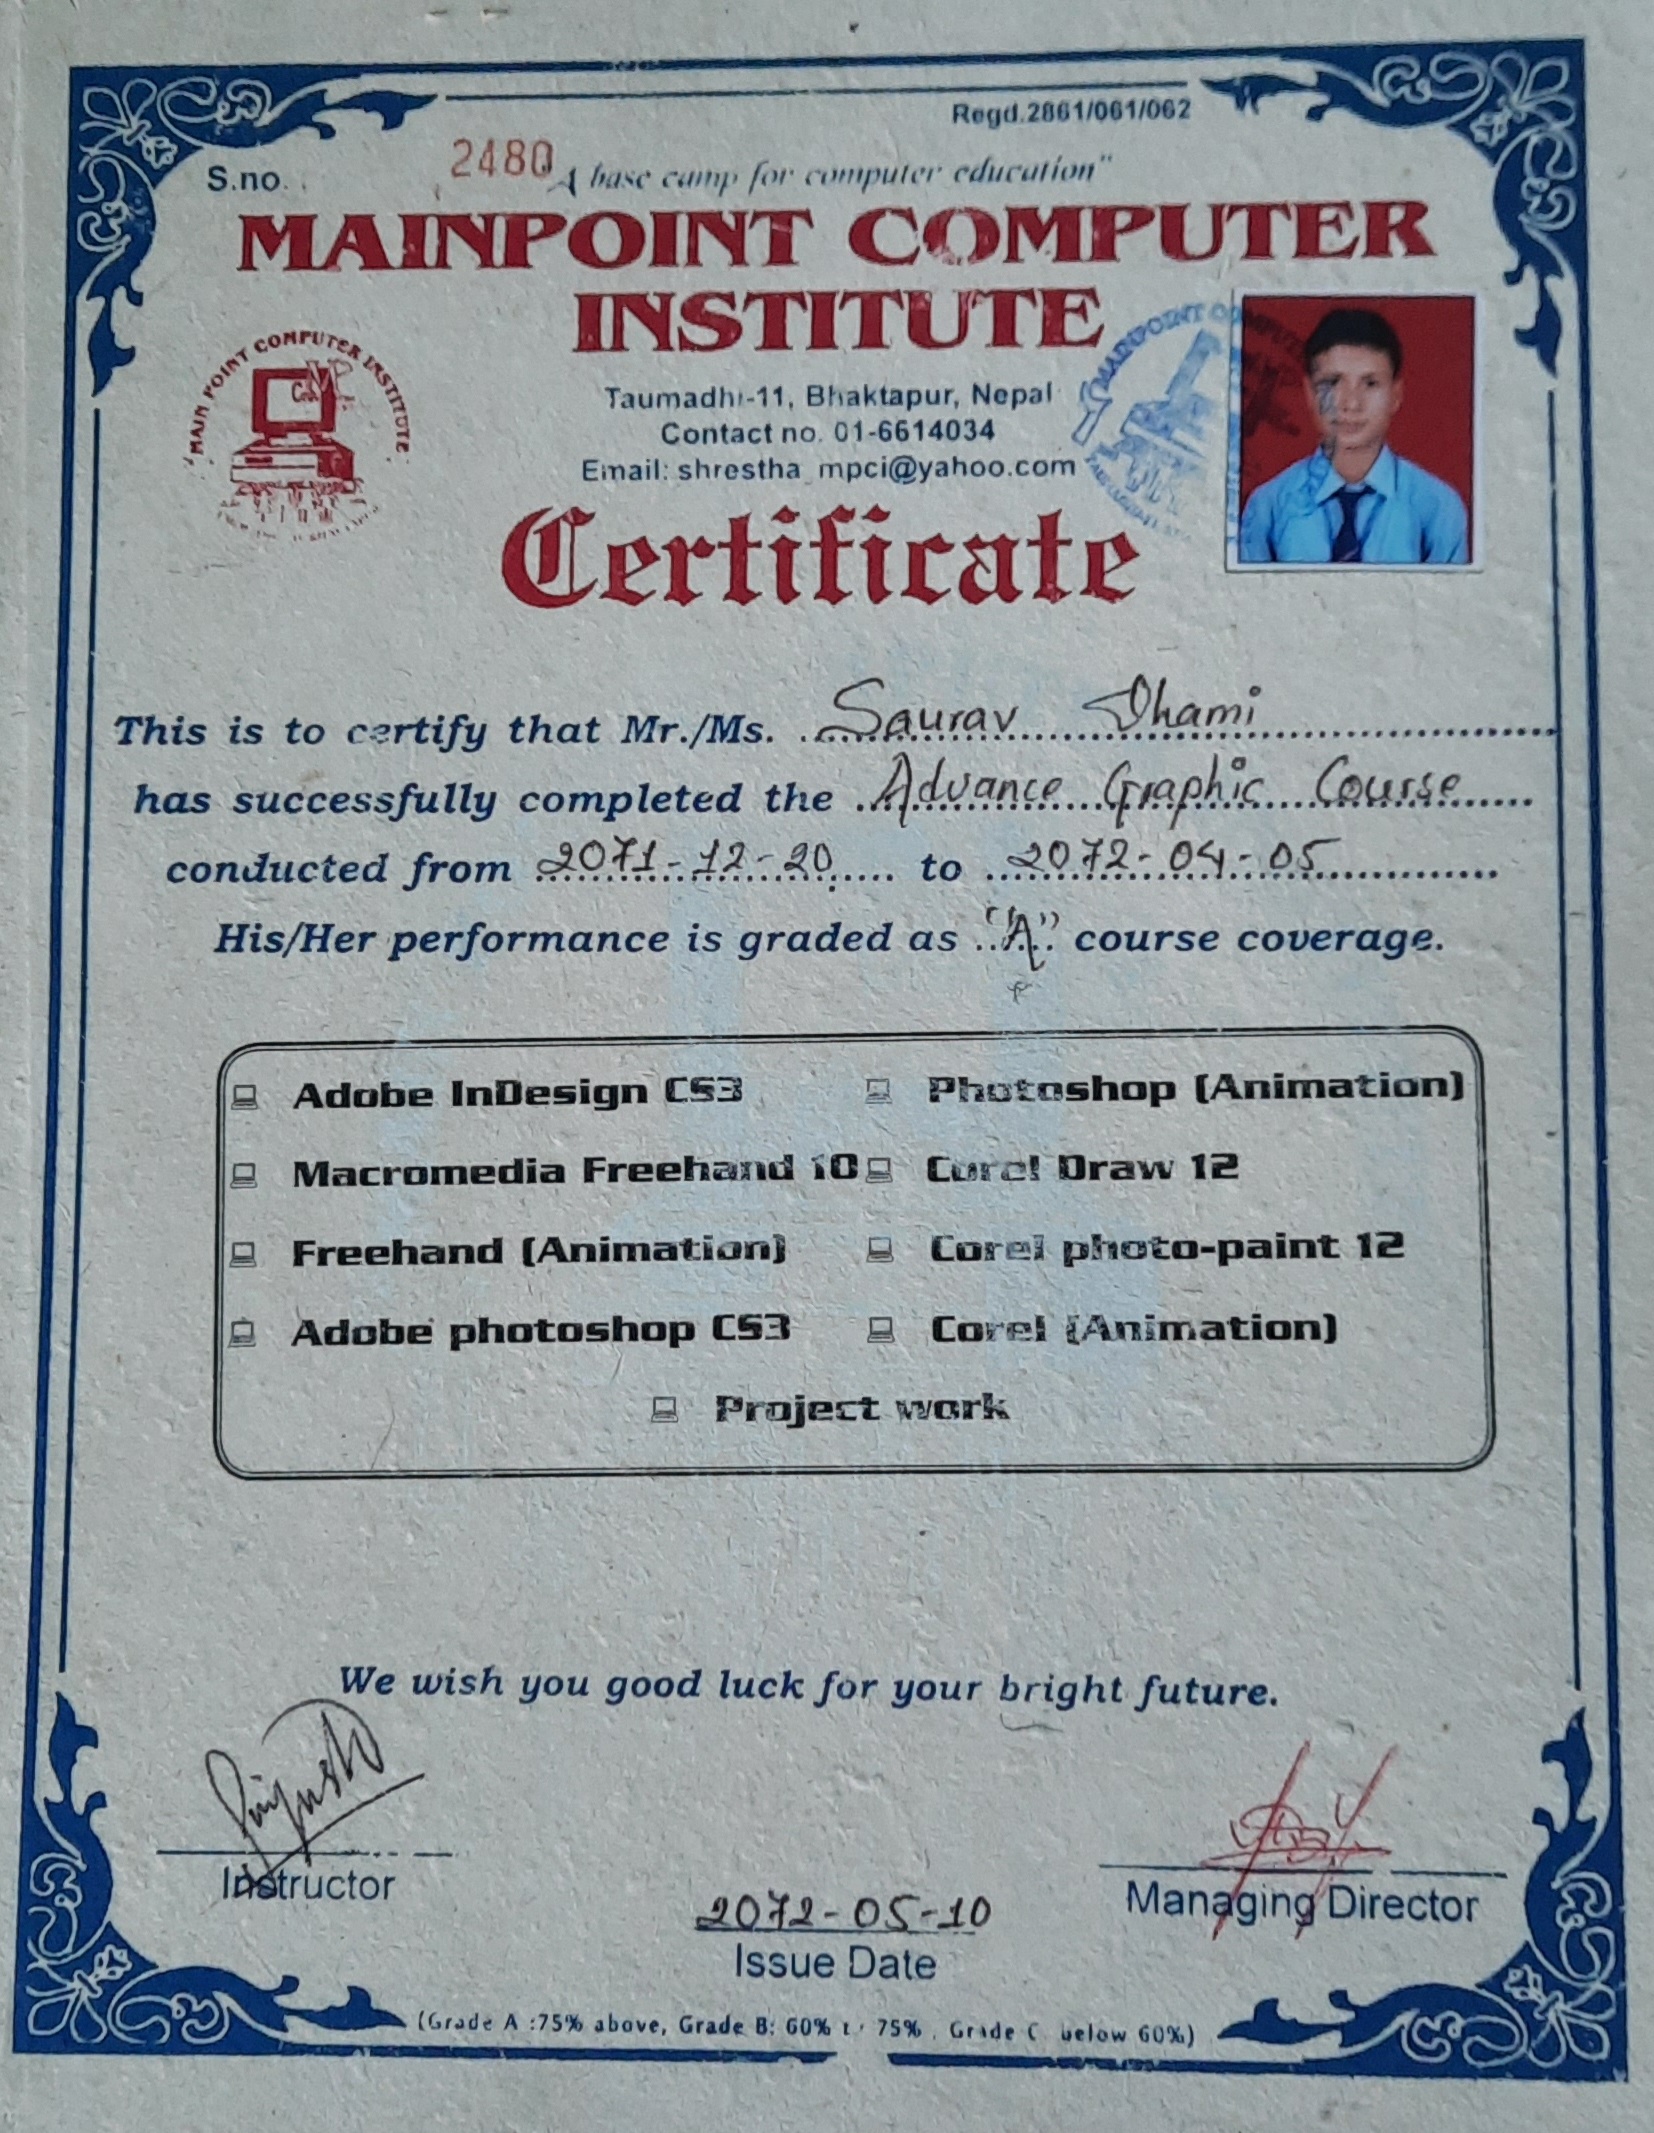 Regd.2861/061/062
S.no. 2480
A base camp for computer education"
MAINPOINT COMPUTER
INSTITUTE
"MAIN POINT COMPUTER INSTITUTE"
MAINPOINT
Taumadhi-11, Bhaktapur, Nepal
Contact no. 01-6614034
Email: shrestha_mpci@yahoo.com
Certificate
This is to certify that Mr./Ms. Saurav Dhami
has successfully completed the Advance Graphic Course
conducted from 2071-12-20 to 2072-04-05
His/Her performance is graded as "A" course coverage.
Adobe InDesign CS3 Photoshop (Animation)
Macromedia Freehand 10 Corel Draw 12
Freehand (Animation) Corel photo-paint 12
Adobe photoshop CS3 Corel (Animation)
Project work
We wish you good luck for your bright future.
Instructor
Managing Director
2072-05-10
Issue Date
(Grade A :75% above, Grade B: 60% 75%, Grade C below 60%)